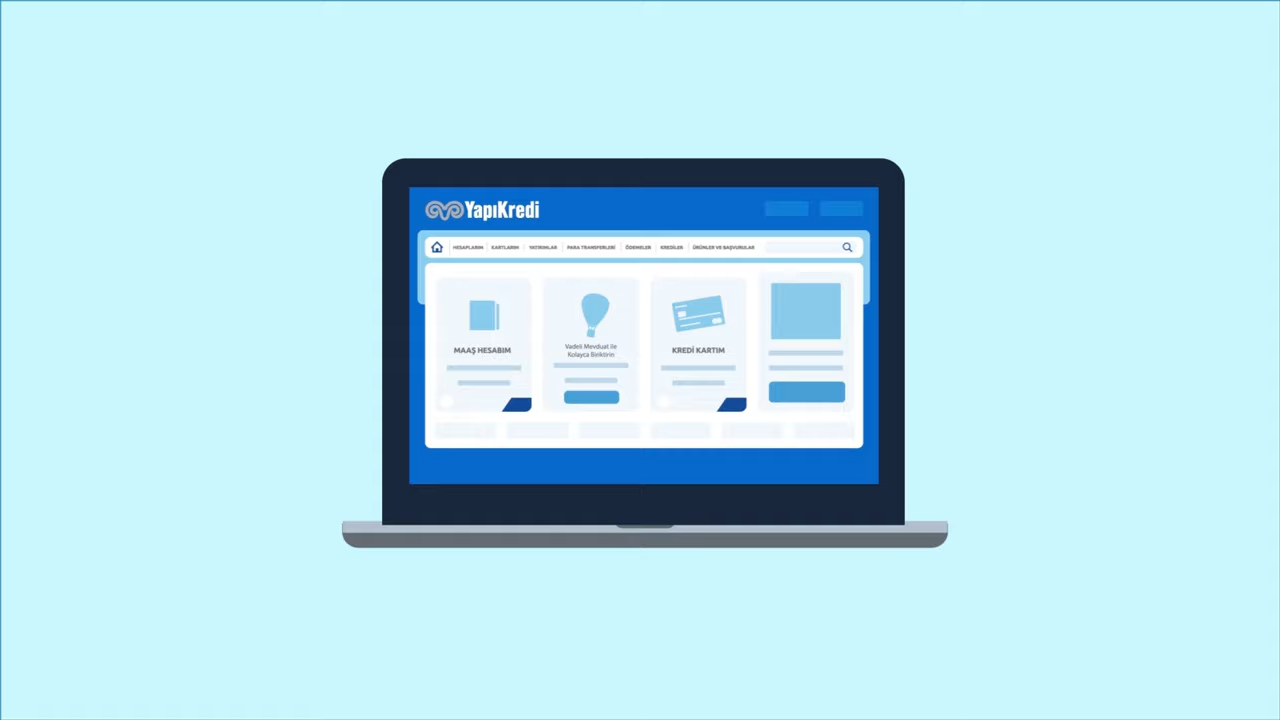 YapıKredi
HESAPLARIM KARTLARIM YATIRIMLAR PARA TRANSFERLERİ ÖDEMELER KREDİLER ÜRÜNLER VE BAŞVURULAR
MAAŞ HESABIM
Vadeli Mevduat ile
Kolayca Biriktirin
KREDİ KARTIM